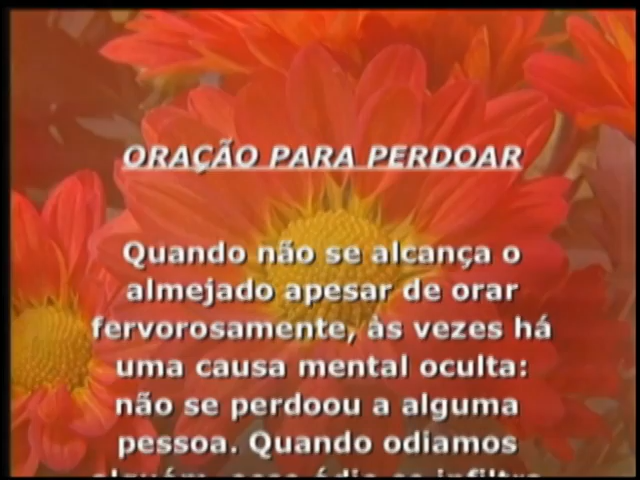 ORAÇÃO PARA PERDOAR
Quando não se alcança o
almejado apesar de orar
fervorosamente, às vezes há
uma causa mental oculta:
não se perdoou a alguma
pessoa. Quando odiamos